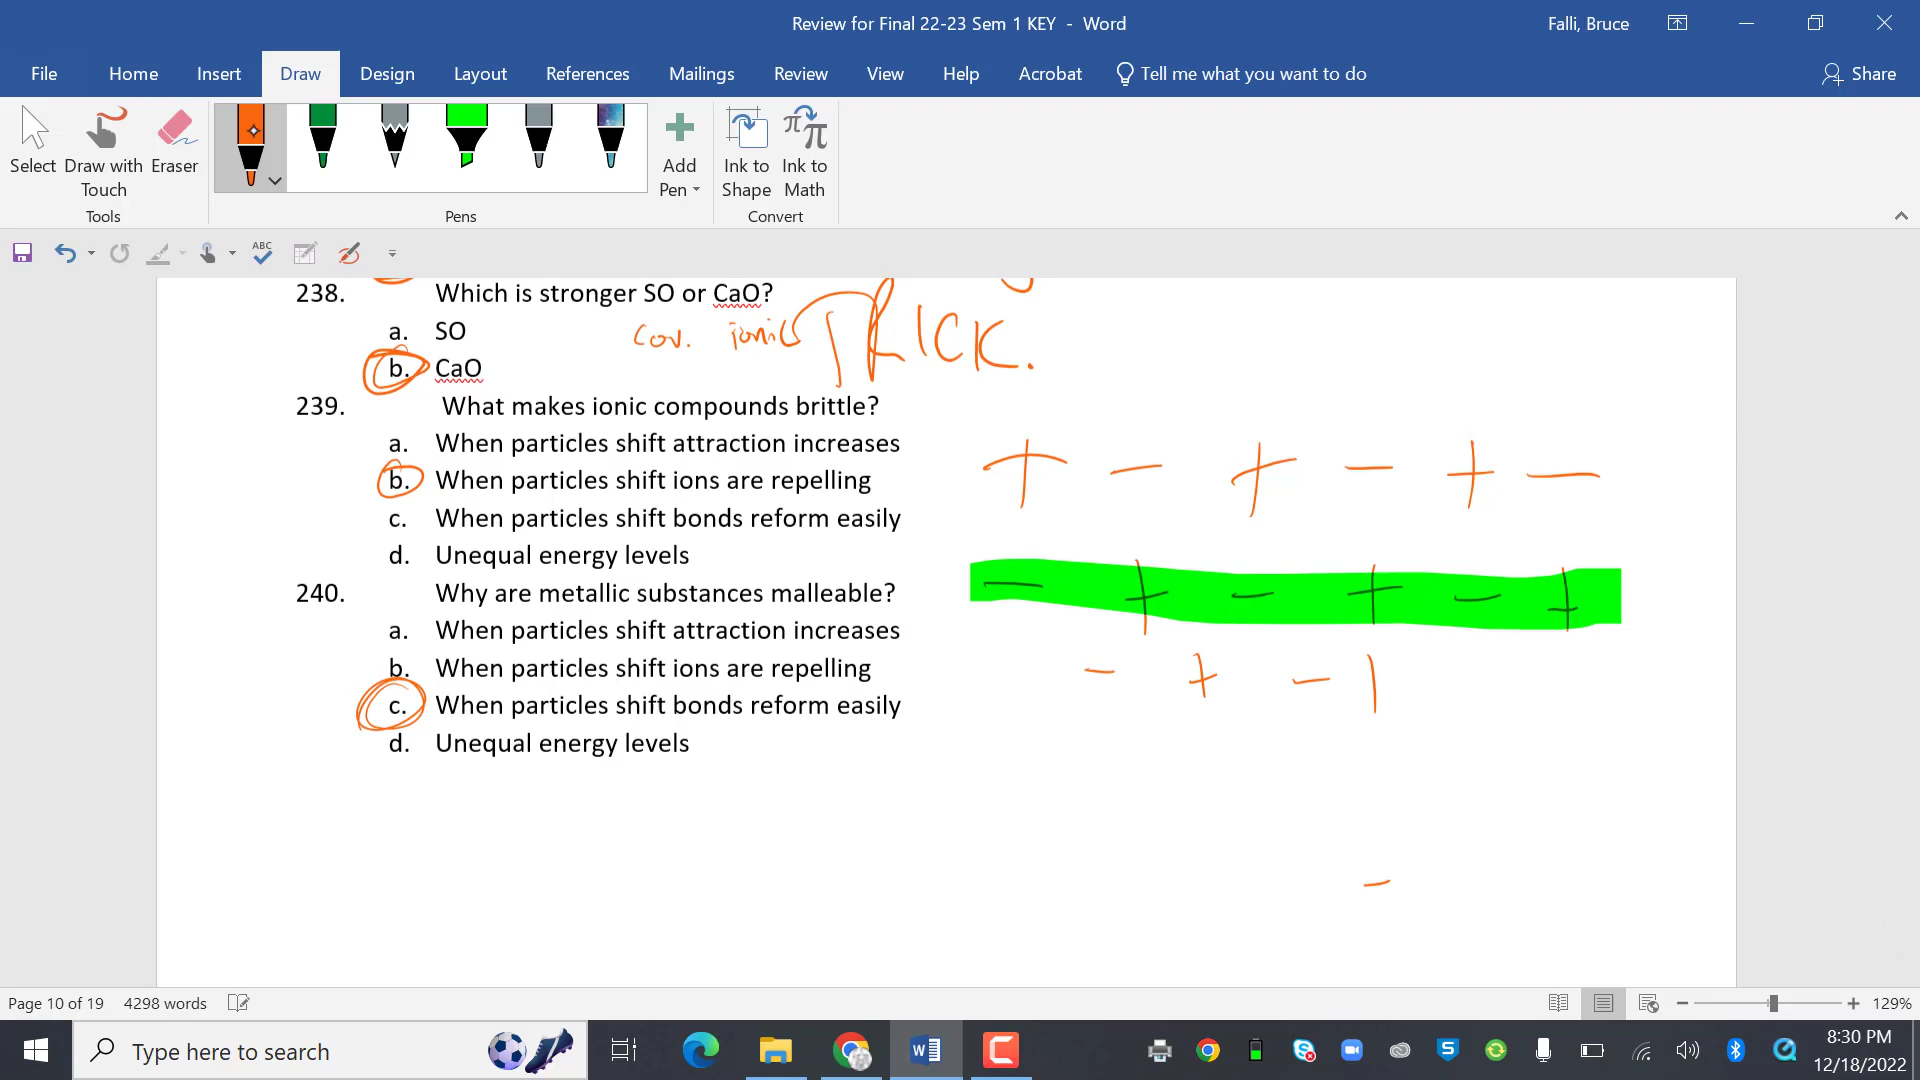 Review for Final 22-23 Sem 1 KEY - Word
Falli, Bruce
File Home Insert Draw Design Layout References Mailings Review View Help Acrobat Tell me what you want to do Share
Select
Draw with Touch
Eraser
Add Pen
Ink to Shape
Ink to Math
Tools Pens Convert
ABC
238. Which is stronger SO or CaO?
a. SO
cov. ionic TRICK.
b. CaO
239. What makes ionic compounds brittle?
a. When particles shift attraction increases
b. When particles shift ions are repelling
+ - + - + -
c. When particles shift bonds reform easily
d. Unequal energy levels
240. Why are metallic substances malleable?
- + - + - +
a. When particles shift attraction increases
b. When particles shift ions are repelling
- + - |
c. When particles shift bonds reform easily
d. Unequal energy levels
-
Page 10 of 19 4298 words 129%
Type here to search
8:30 PM
12/18/2022